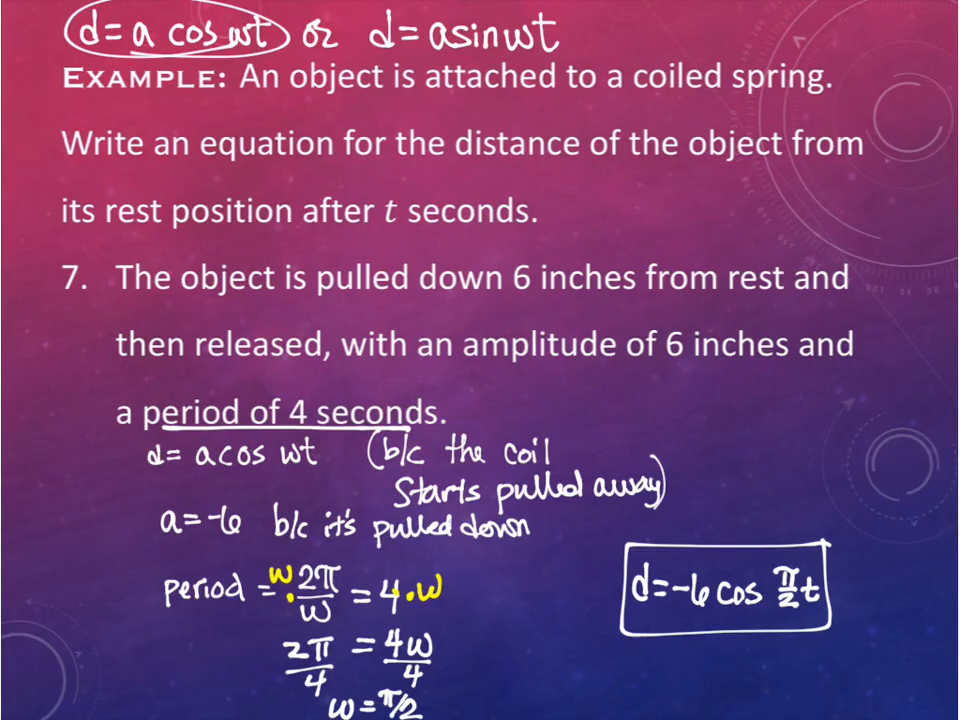 d = a cos ωt or d = a sin ωt
EXAMPLE: An object is attached to a coiled spring.
Write an equation for the distance of the object from
its rest position after t seconds.
7. The object is pulled down 6 inches from rest and
then released, with an amplitude of 6 inches and
a period of 4 seconds.
d = a cos ωt (b/c the coil
starts pulled away)
a = -6 b/c it's pulled down
period = ω · 2π/ω = 4 · ω
2π/4 = 4ω/4
ω = π/2
d = -6 cos π/2 t